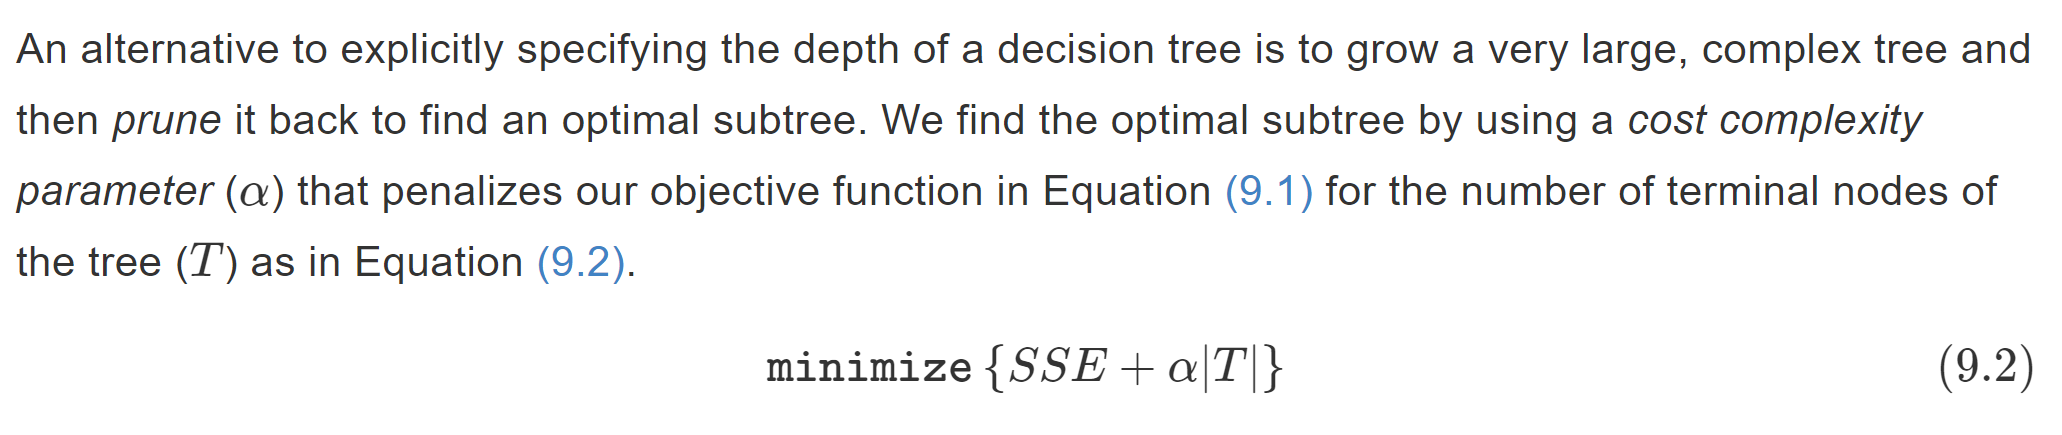 An alternative to explicitly specifying the depth of a decision tree is to grow a very large, complex tree and
then prune it back to find an optimal subtree. We find the optimal subtree by using a cost complexity
parameter (α) that penalizes our objective function in Equation (9.1) for the number of terminal nodes of
the tree (T) as in Equation (9.2).
minimize {SSE + α|T|} (9.2)